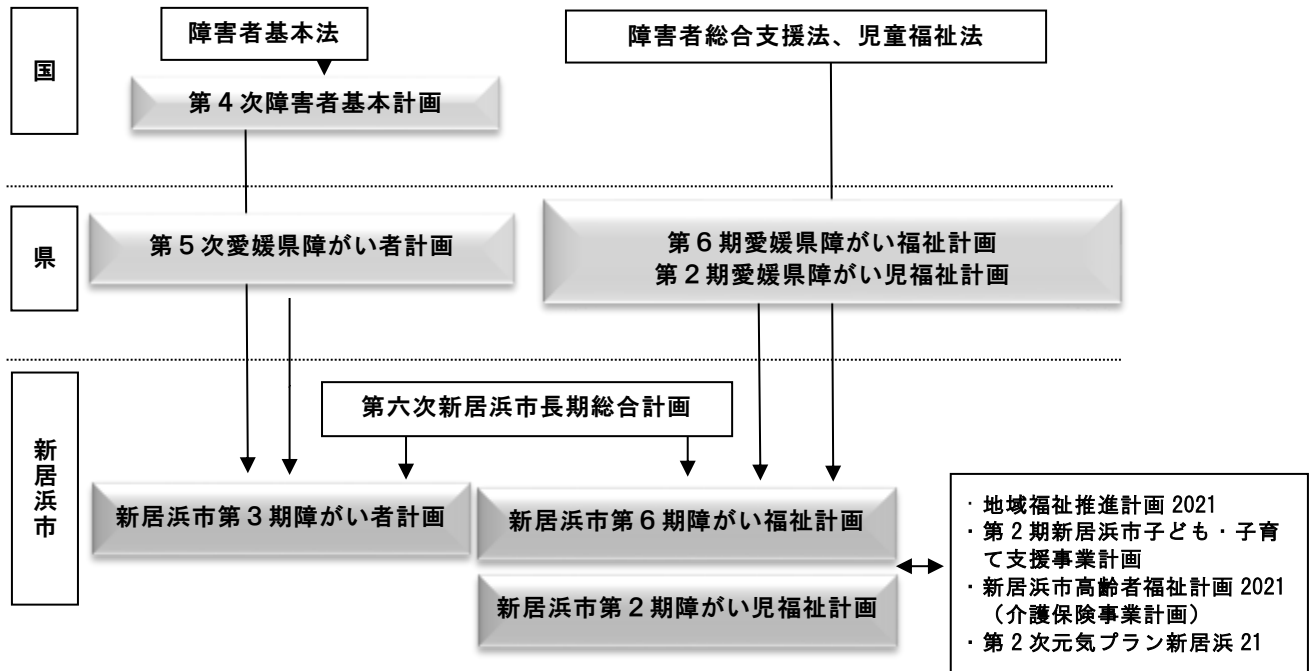 国
障害者基本法
障害者総合支援法、児童福祉法
第4次障害者基本計画
県
第5次愛媛県障がい者計画
第6期愛媛県障がい福祉計画
第2期愛媛県障がい児福祉計画
新居浜市
第六次新居浜市長期総合計画
新居浜市第3期障がい者計画
新居浜市第6期障がい福祉計画
新居浜市第2期障がい児福祉計画
・地域福祉推進計画 2021
・第2期新居浜市子ども・子育
て支援事業計画
・新居浜市高齢者福祉計画 2021
（介護保険事業計画）
・第2次元気プラン新居浜 21